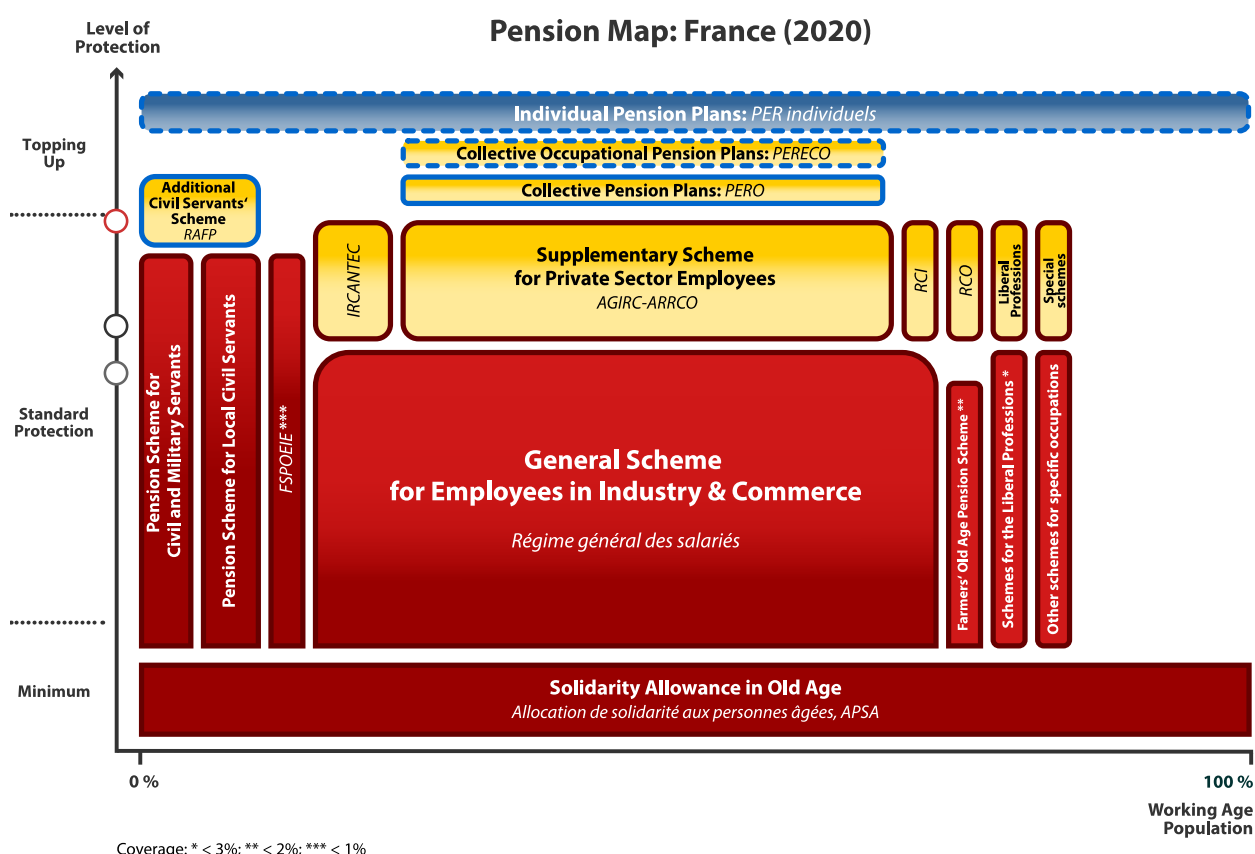 Pension Map: France (2020)
Level of
Protection
Individual Pension Plans: PER individuels
Topping
Up
Collective Occupational Pension Plans: PERECO
Collective Pension Plans: PERO
Additional
Civil Servants‘
Scheme
RAFP
IRCANTEC
Supplementary Scheme
for Private Sector Employees
AGIRC-ARRCO
RCI
RCO
Liberal
Professions
Special
schemes
Standard
Protection
Pension Scheme for
Civil and Military Servants
Pension Scheme for Local Civil Servants
FSPOEIE ***
General Scheme
for Employees in Industry & Commerce
Régime général des salariés
Farmers‘ Old Age Pension Scheme **
Schemes for the Liberal Professions *
Other schemes for specific occupations
Minimum
Solidarity Allowance in Old Age
Allocation de solidarité aux personnes âgées, APSA
0 %
100 %
Working Age
Population
Coverage: * < 3%; ** < 2%; *** < 1%